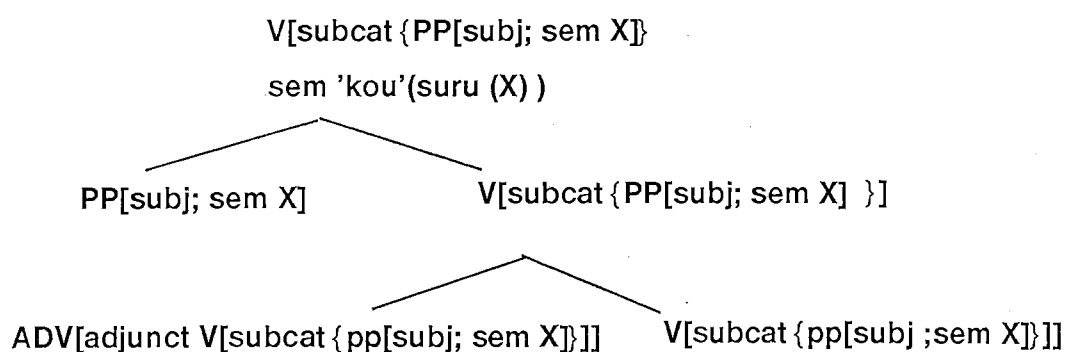 V[subcat{PP[subj; sem X]}
sem 'kou'(suru (X) )
PP[subj; sem X] V[subcat{PP[subj; sem X] }]
ADV[adjunct V[subcat{pp[subj; sem X]}]] V[subcat{pp[subj ;sem X]}]]